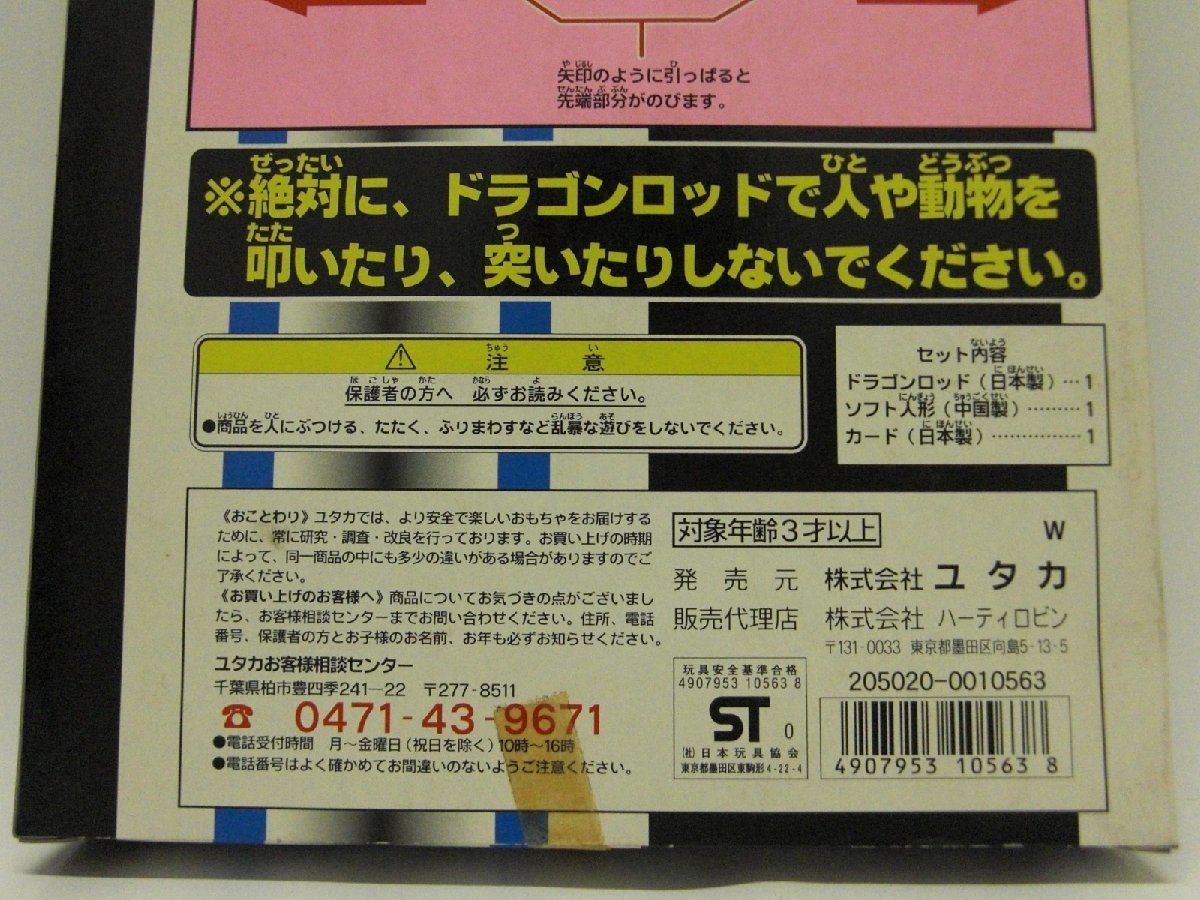 矢印のように引っぱると
先端部分がのびます。
※絶対に、ドラゴンロッドで人や動物を
叩いたり、突いたりしないでください。
注意
保護者の方へ 必ずお読みください。
●商品を人にぶつける、たたく、ふりまわすなど乱暴な遊びをしないでください。
セット内容
ドラゴンロッド(日本製)…1
ソフト人形(中国製)………1
カード(日本製)……………1
《おことわり》ユタカでは、より安全で楽しいおもちゃをお届けする
ために、常に研究・調査・改良を行っております。お買い上げの時期
によって、同一商品の中にも多少の違いがある場合がありますのでご
了承ください。
《お買い上げのお客様へ》商品についてお気づきの点がございまし
たら、お客様相談センターまでお問い合わせください。住所、電話
番号、保護者の方とお子様のお名前、お年も必ずお知らせください。
ユタカお客様相談センター
千葉県柏市豊四季241―22 〒277-8511
☎ 0471-43-9671
●電話受付時間 月～金曜日(祝日を除く)10時～16時
●電話番号はよく確かめてお間違いのないようご注意ください。
対象年齢3才以上 W
発売元 株式会社 ユタカ
販売代理店 株式会社 ハーティロビン
〒131-0033 東京都墨田区向島5-13-5
玩具安全基準合格
4907953 10563 8
ST 0
(社)日本玩具協会
東京都墨田区東駒形4-22-4
205020-0010563
4907953 105638